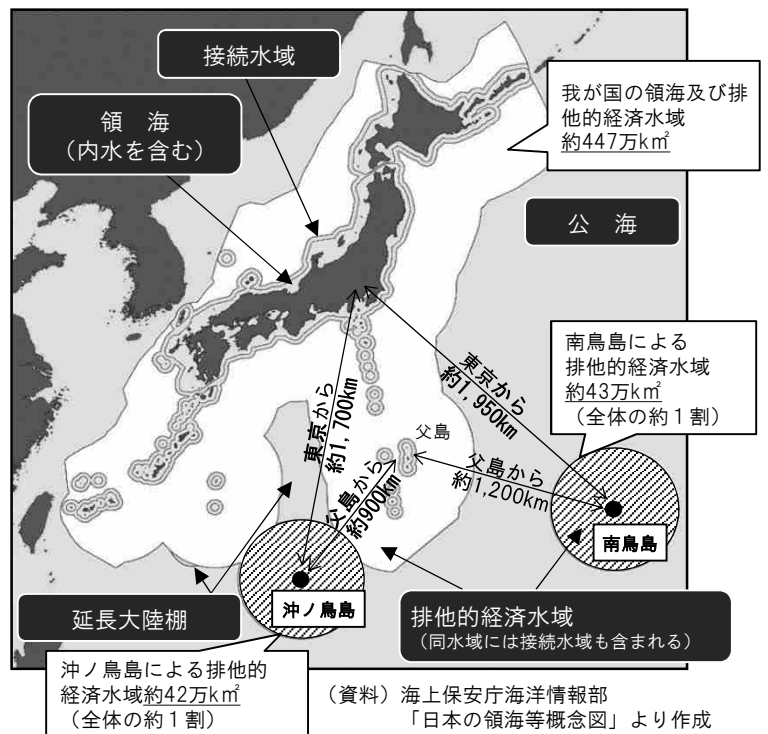 接続水域
領　海
（内水を含む）
我が国の領海及び排
他的経済水域
約447万㎢
公　海
南鳥島による
排他的経済水域
約43万㎢
（全体の約１割）
東京から
約1,950km
東京から
約1,700km
父島
父島から
約900km
父島から
約1,200km
南鳥島
沖ノ鳥島
延長大陸棚
排他的経済水域
（同水域には接続水域も含まれる）
沖ノ鳥島による排他的
経済水域約42万㎢
（全体の約１割）
（資料）海上保安庁海洋情報部
「日本の領海等概念図」より作成